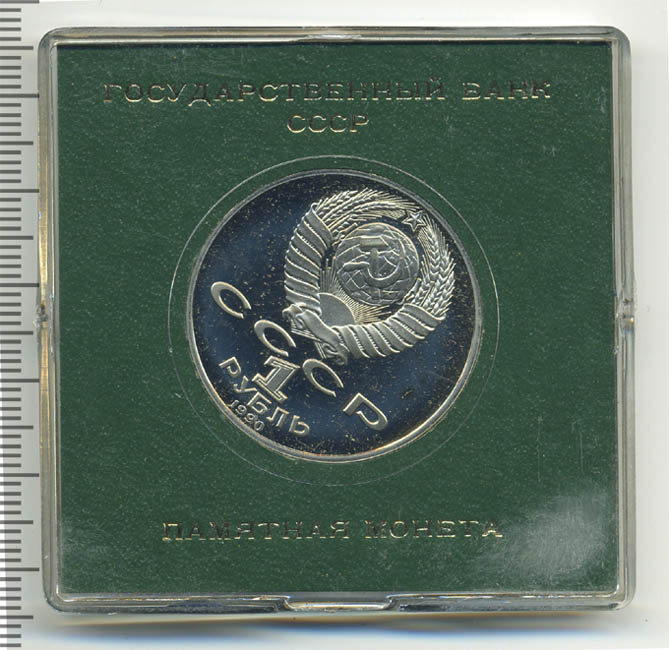 ГОСУДАРСТВЕННЫЙ БАНК
СССР
СССР
1
РУБЛЬ
1990
ПАМЯТНАЯ МОНЕТА